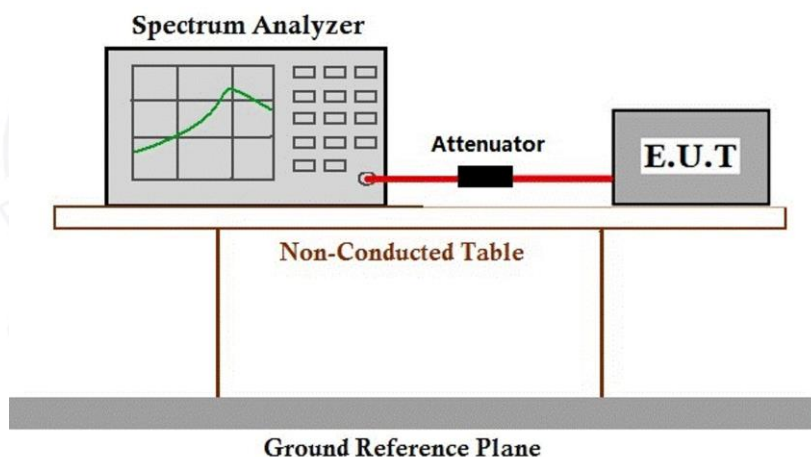 Spectrum Analyzer
Attenuator
E.U.T
Non-Conducted Table
Ground Reference Plane